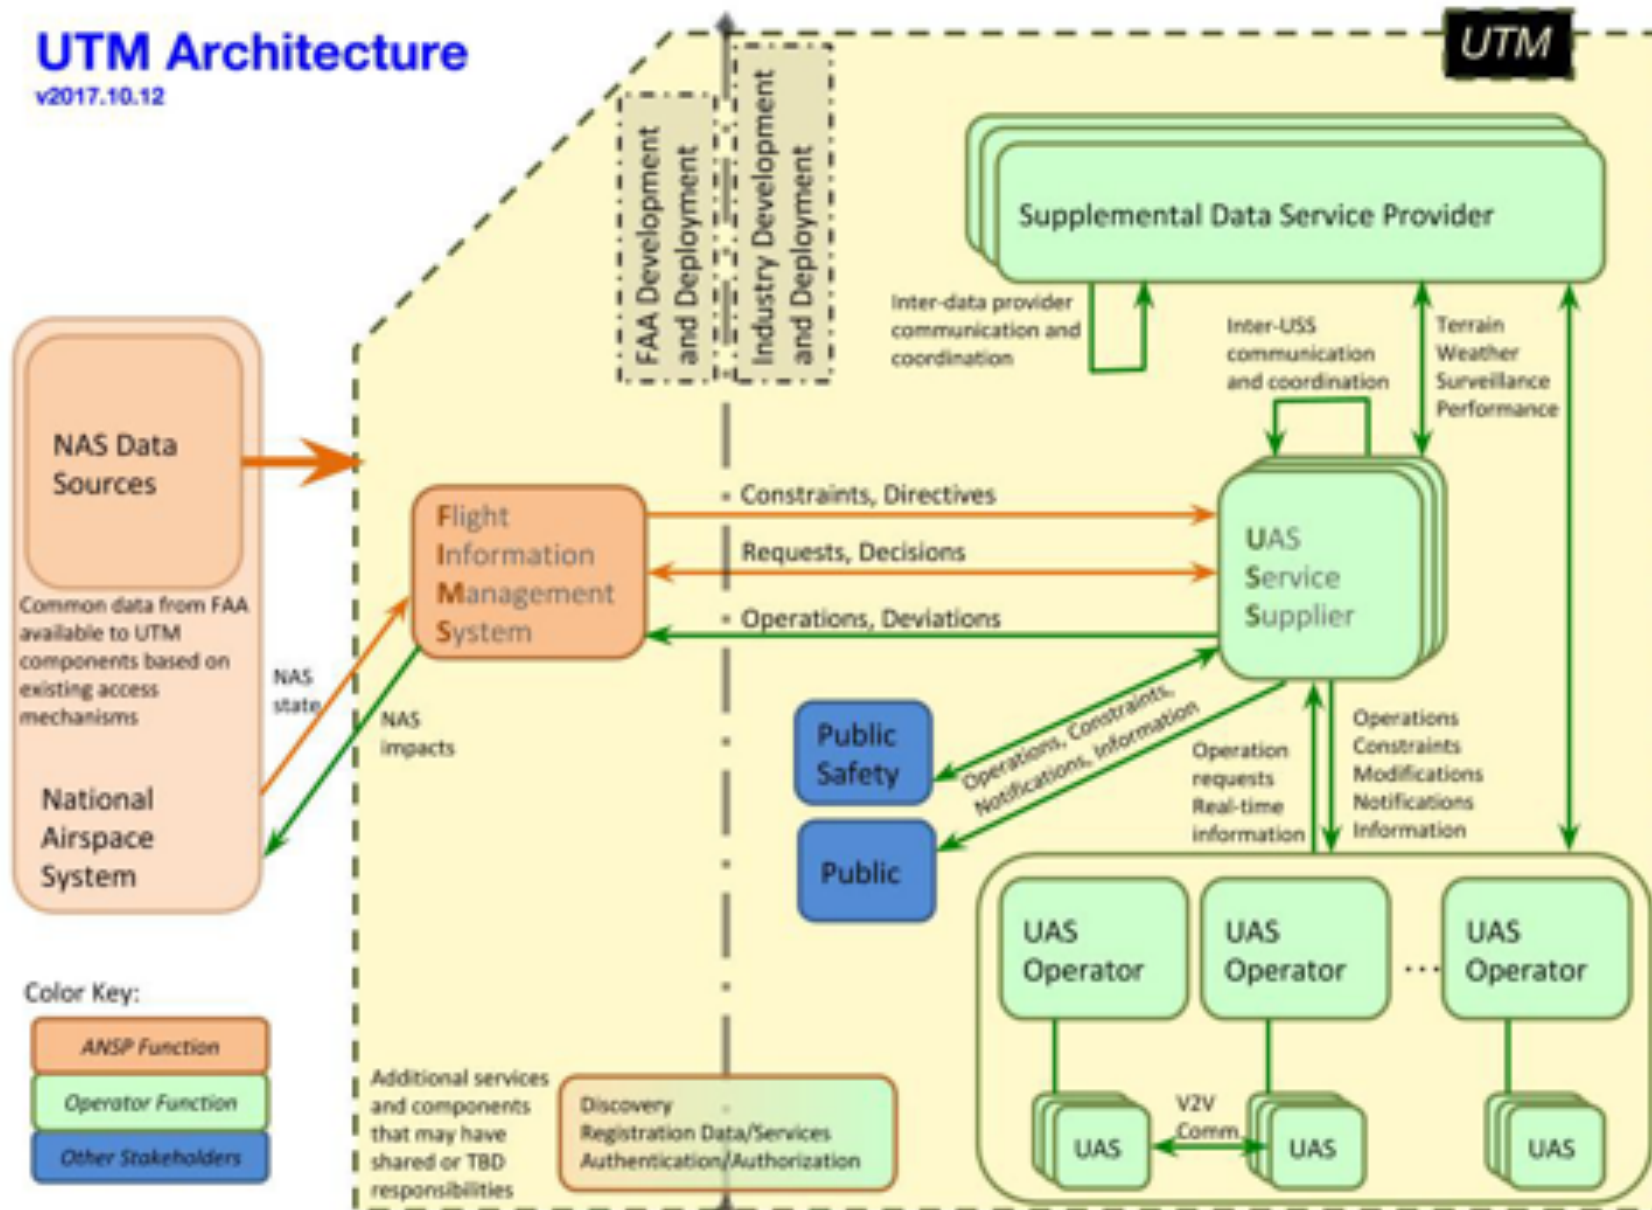 UTM Architecture
v2017.10.12
UTM
FAA Development
and Deployment
Industry Development
and Deployment
Supplemental Data Service Provider
Inter-data provider
communication and
coordination
Inter-USS
communication
and coordination
Terrain
Weather
Surveillance
Performance
NAS Data
Sources
Common data from FAA
available to UTM
components based on
existing access
mechanisms
National
Airspace
System
NAS
state
NAS
impacts
Flight
Information
Management
System
Constraints, Directives
Requests, Decisions
Operations, Deviations
UAS
Service
Supplier
Public
Safety
Public
Operations, Constraints,
Notifications, Information
Operation
requests
Real-time
information
Operations
Constraints
Modifications
Notifications
Information
UAS
Operator
UAS
Operator
...
UAS
Operator
UAS
V2V
Comm.
UAS
UAS
Color Key:
ANSP Function
Operator Function
Other Stakeholders
Additional services
and components
that may have
shared or TBD
responsibilities
Discovery
Registration Data/Services
Authentication/Authorization